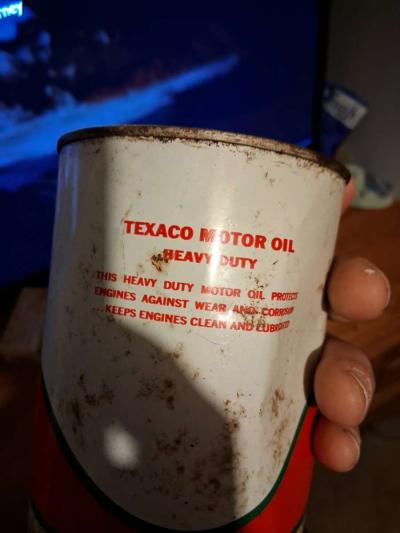 TEXACO MOTOR OIL
HEAVY DUTY
THIS HEAVY DUTY MOTOR OIL PROTECTS
ENGINES AGAINST WEAR AND CORROSION
...KEEPS ENGINES CLEAN AND LUBRICATED